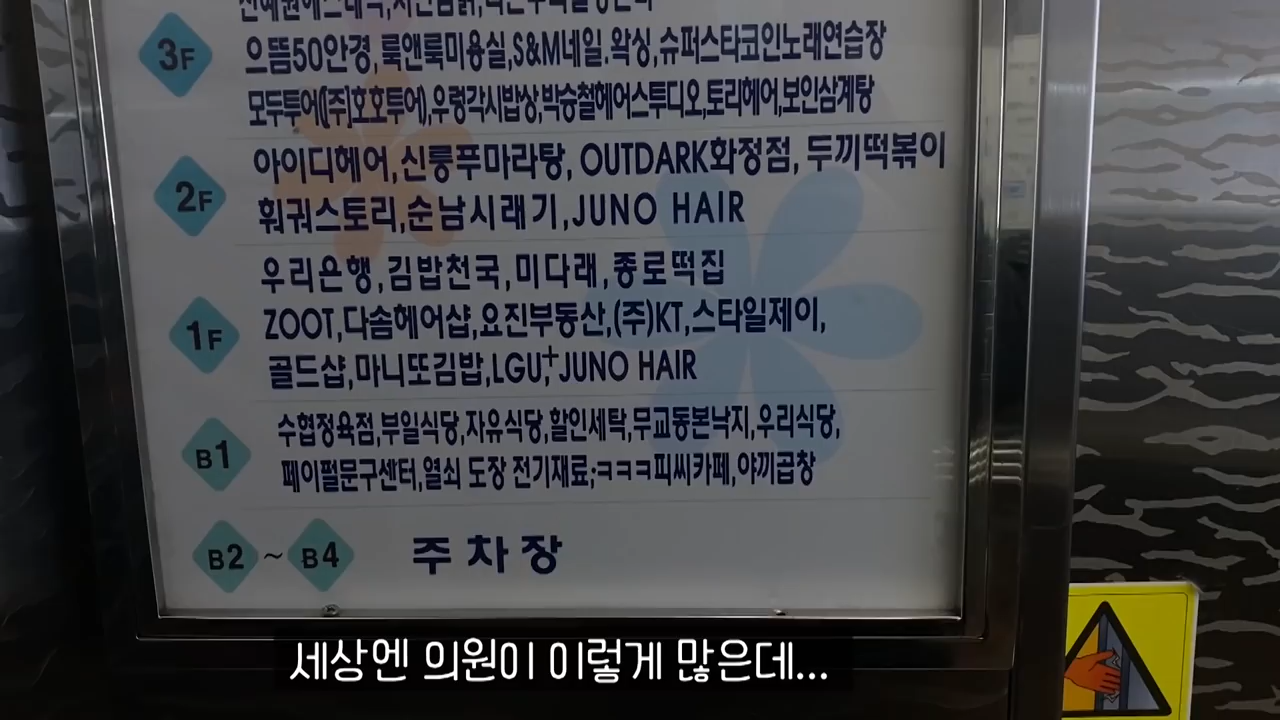 3F
으뜸50안경,룩앤룩미용실,S&M네일.왁싱,슈퍼스타코인노래연습장
모두투어(주)호호투어),우렁각시밥상,박승철헤어스투디오,토리헤어,보인삼계탕
2F
아이디헤어,신룽푸마라탕, OUTDARK화정점, 두끼떡볶이
훠궈스토리,순남시래기,JUNO HAIR
우리은행,김밥천국,미다래,종로떡집
1F
ZOOT,다솜헤어샵,요진부동산,(주)KT,스타일제이,
골드샵,마니또김밥,LGU+,JUNO HAIR
B1
수협정육점,부일식당,자유식당,할인세탁,무교동본낙지,우리식당,
페이펄문구센터,열쇠 도장 전기재료;ㅋㅋㅋ피씨카페,야끼곱창
B2 ~ B4 주차장
세상엔 의원이 이렇게 많은데...